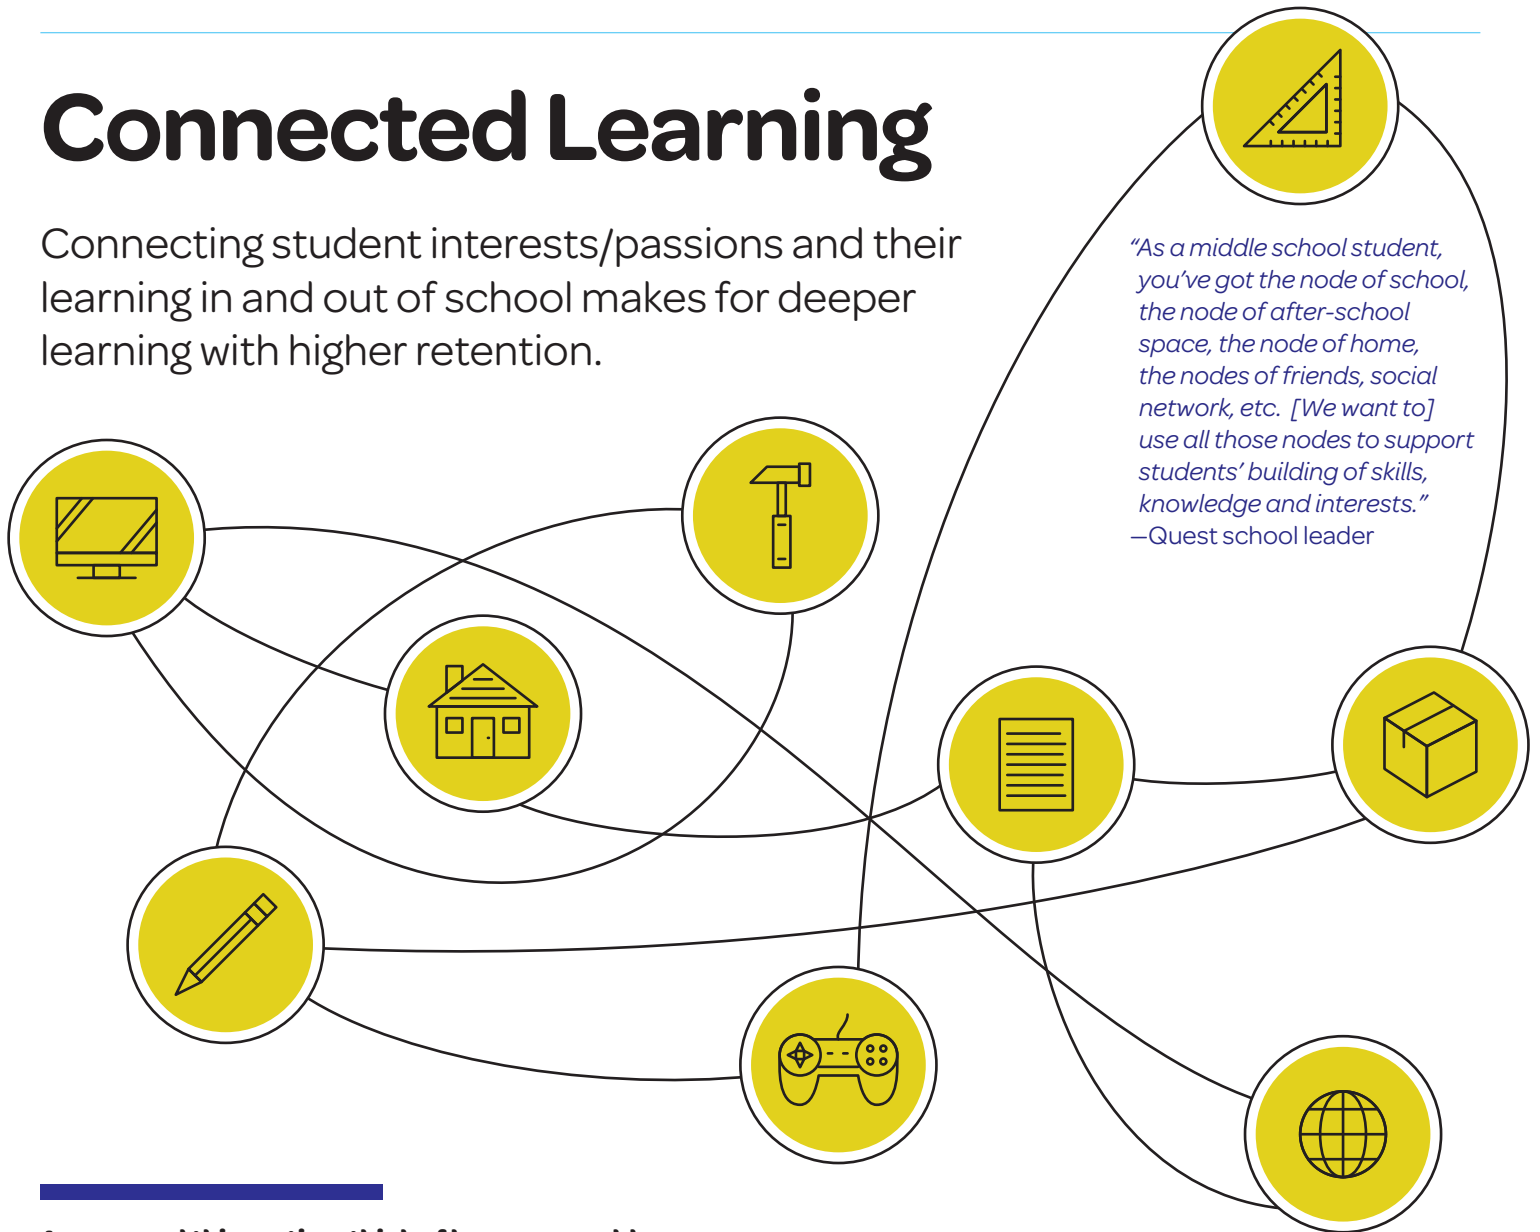 Connected Learning
Connecting student interests/passions and their
learning in and out of school makes for deeper
learning with higher retention.
“As a middle school student,
you’ve got the node of school,
the node of after-school
space, the node of home,
the nodes of friends, social
network, etc.  [We want to]
use all those nodes to support
students’ building of skills,
knowledge and interests.”
—Quest school leader